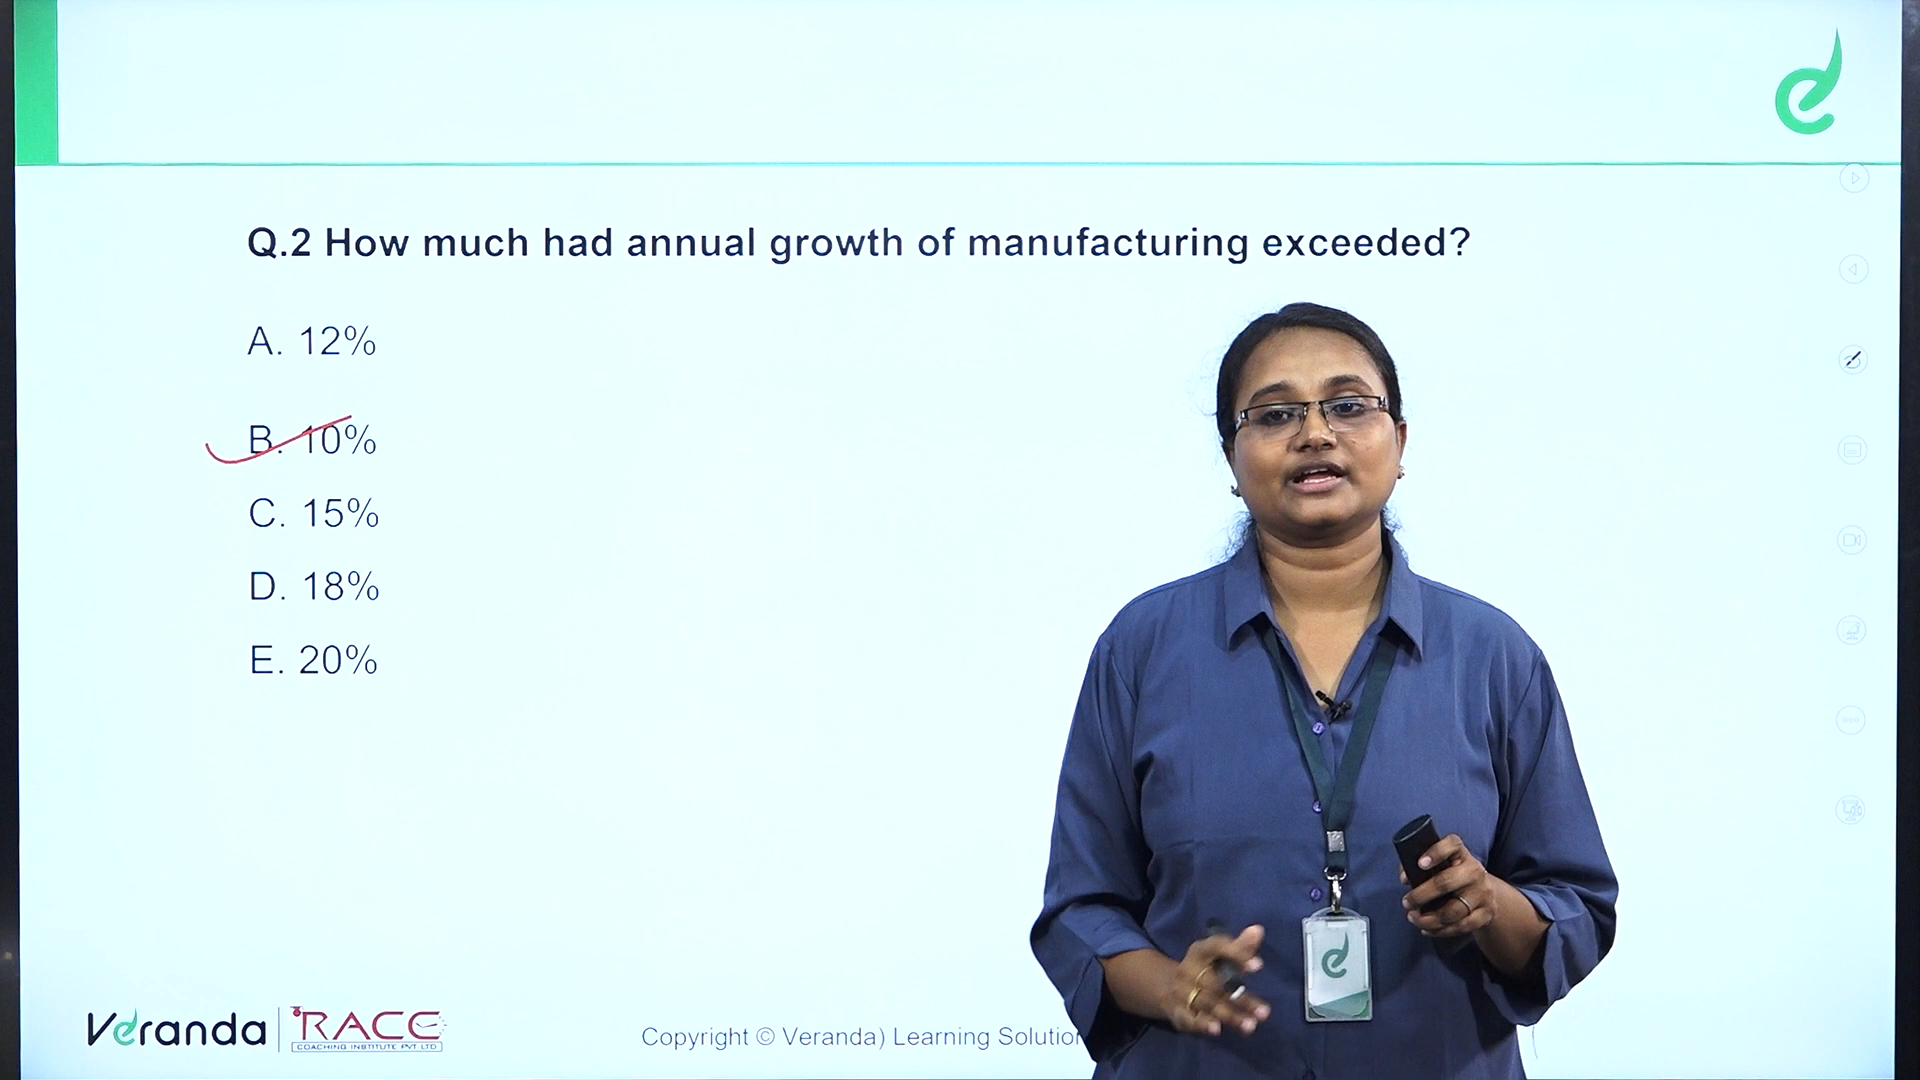 Q.2 How much had annual growth of manufacturing exceeded?
A. 12%
B. 10%
C. 15%
D. 18%
E. 20%
Veranda RACE
COACHING INSTITUTE PVT. LTD
Copyright © Veranda) Learning Solution